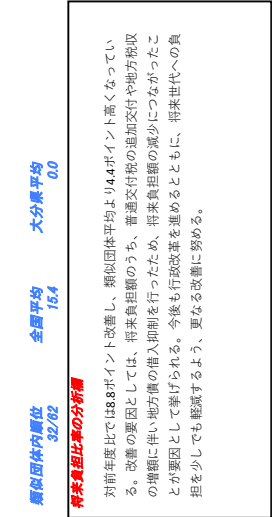 類似団体内順位 全国平均 大分県平均
32/62 15.4 0.0
将来負担比率の分析欄
対前年度比では8.8ポイント改善し、類似団体平均より4.4ポイント高くなってい
る。改善の要因としては、将来負担額のうち、普通交付税の追加交付や地方税収
の増額に伴い地方債の借入抑制を行ったため、将来負担額の減少につながったこ
とが要因として挙げられる。今後も行政改革を進めるとともに、将来世代への負
担を少しでも軽減するよう、更なる改善に努める。